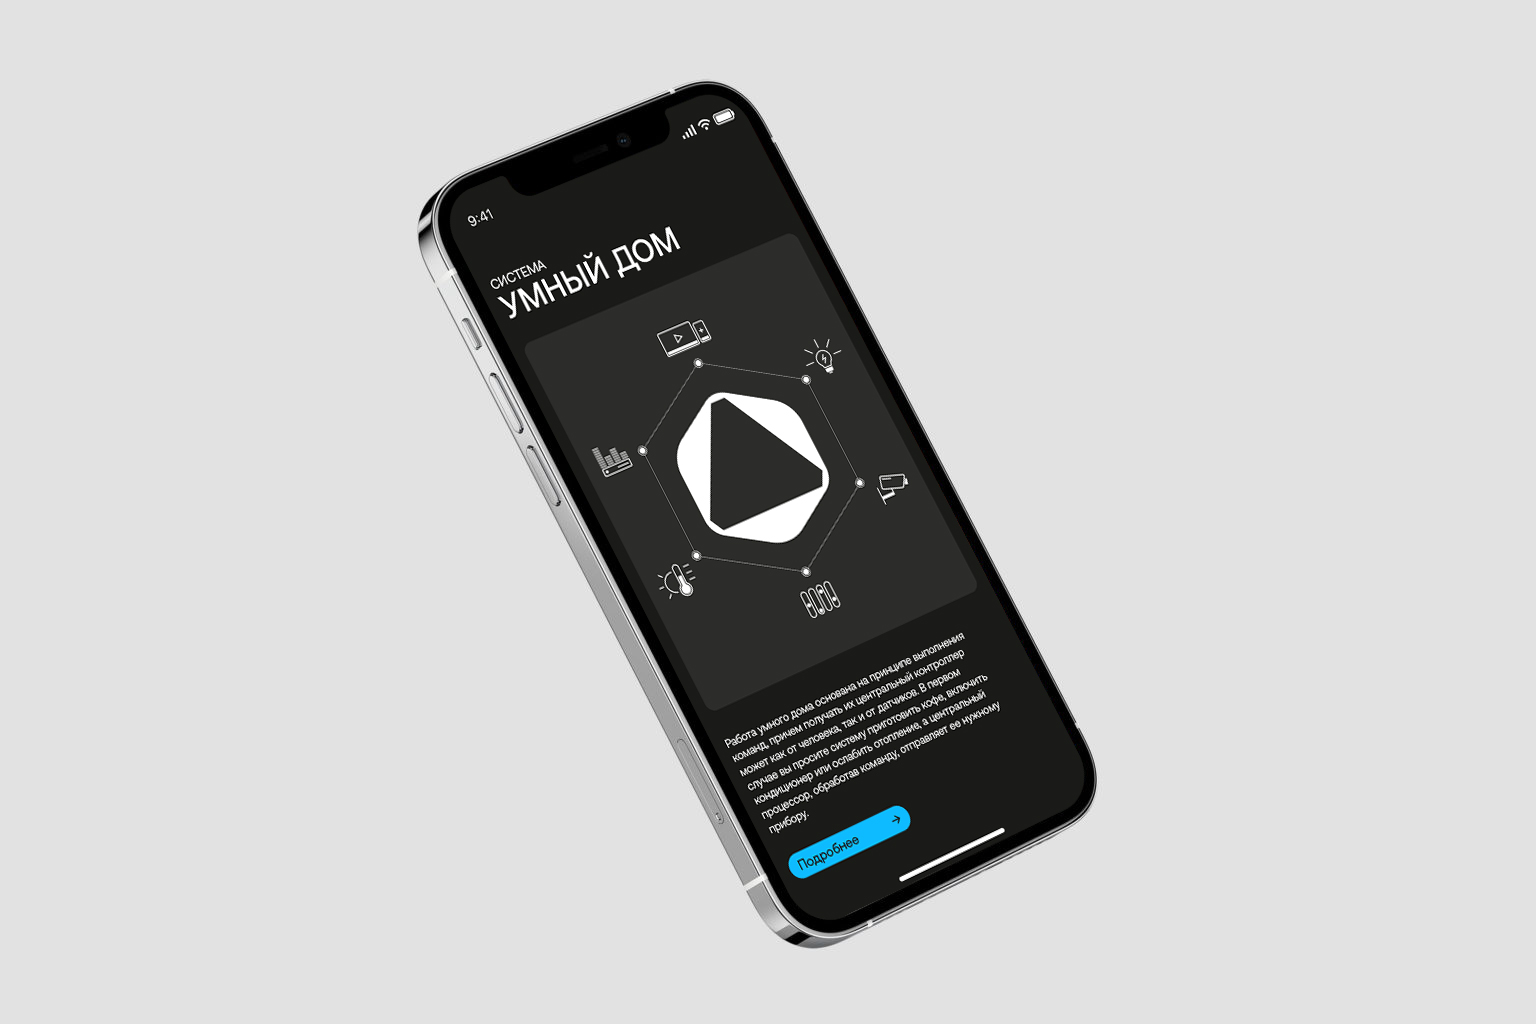 9:41
СИСТЕМА
УМНЫЙ ДОМ
Работа умного дома основана на принципе выполнения
команд, причем получать их центральный контроллер
может как от человека, так и от датчиков. В первом
случае вы просите систему приготовить кофе, включить
кондиционер или ослабить отопление, а центральный
процессор, обработав команду, отправляет ее нужному
прибору.
Подробнее